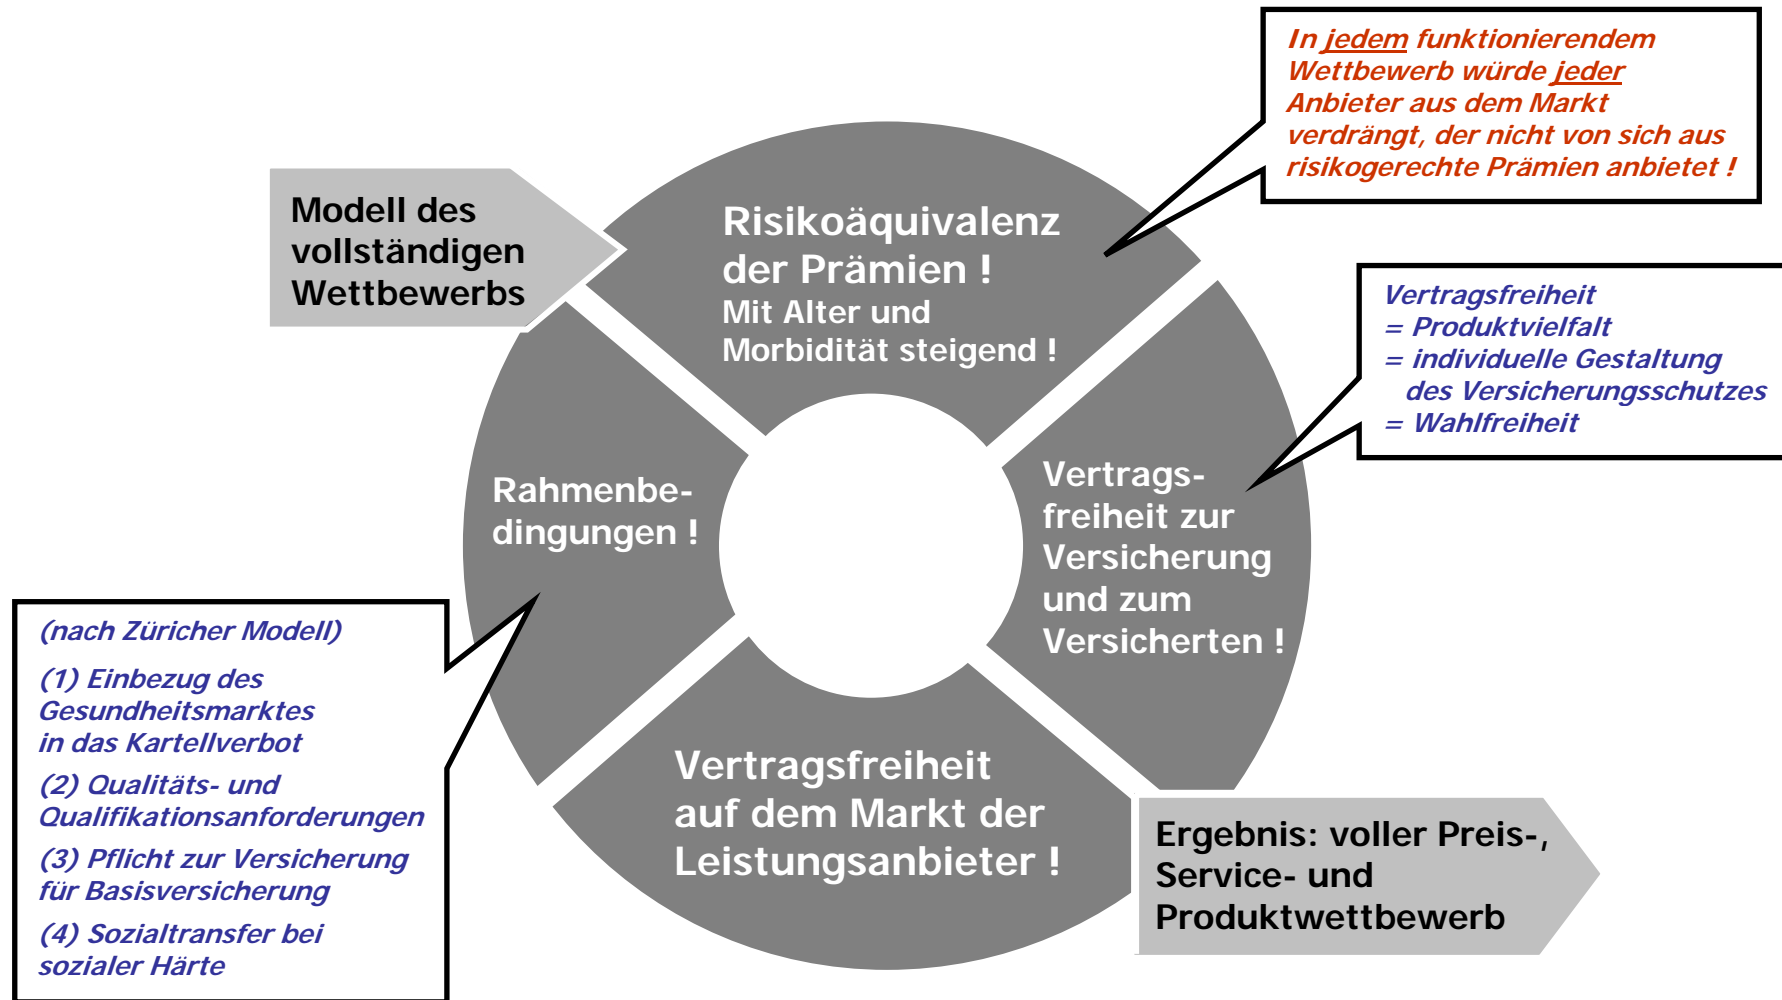 In jedem funktionierendem
Wettbewerb würde jeder
Anbieter aus dem Markt
verdrängt, der nicht von sich aus
risikogerechte Prämien anbietet !
Modell des
vollständigen
Wettbewerbs
Risikoäquivalenz
der Prämien !
Mit Alter und
Morbidität steigend !
Vertragsfreiheit
= Produktvielfalt
= individuelle Gestaltung
des Versicherungsschutzes
= Wahlfreiheit
Rahmenbe-
dingungen !
Vertrags-
freiheit zur
Versicherung
und zum
Versicherten !
(nach Züricher Modell)
(1) Einbezug des
Gesundheitsmarktes
in das Kartellverbot
(2) Qualitäts- und
Qualifikationsanforderungen
(3) Pflicht zur Versicherung
für Basisversicherung
(4) Sozialtransfer bei
sozialer Härte
Vertragsfreiheit
auf dem Markt der
Leistungsanbieter !
Ergebnis: voller Preis-,
Service- und
Produktwettbewerb